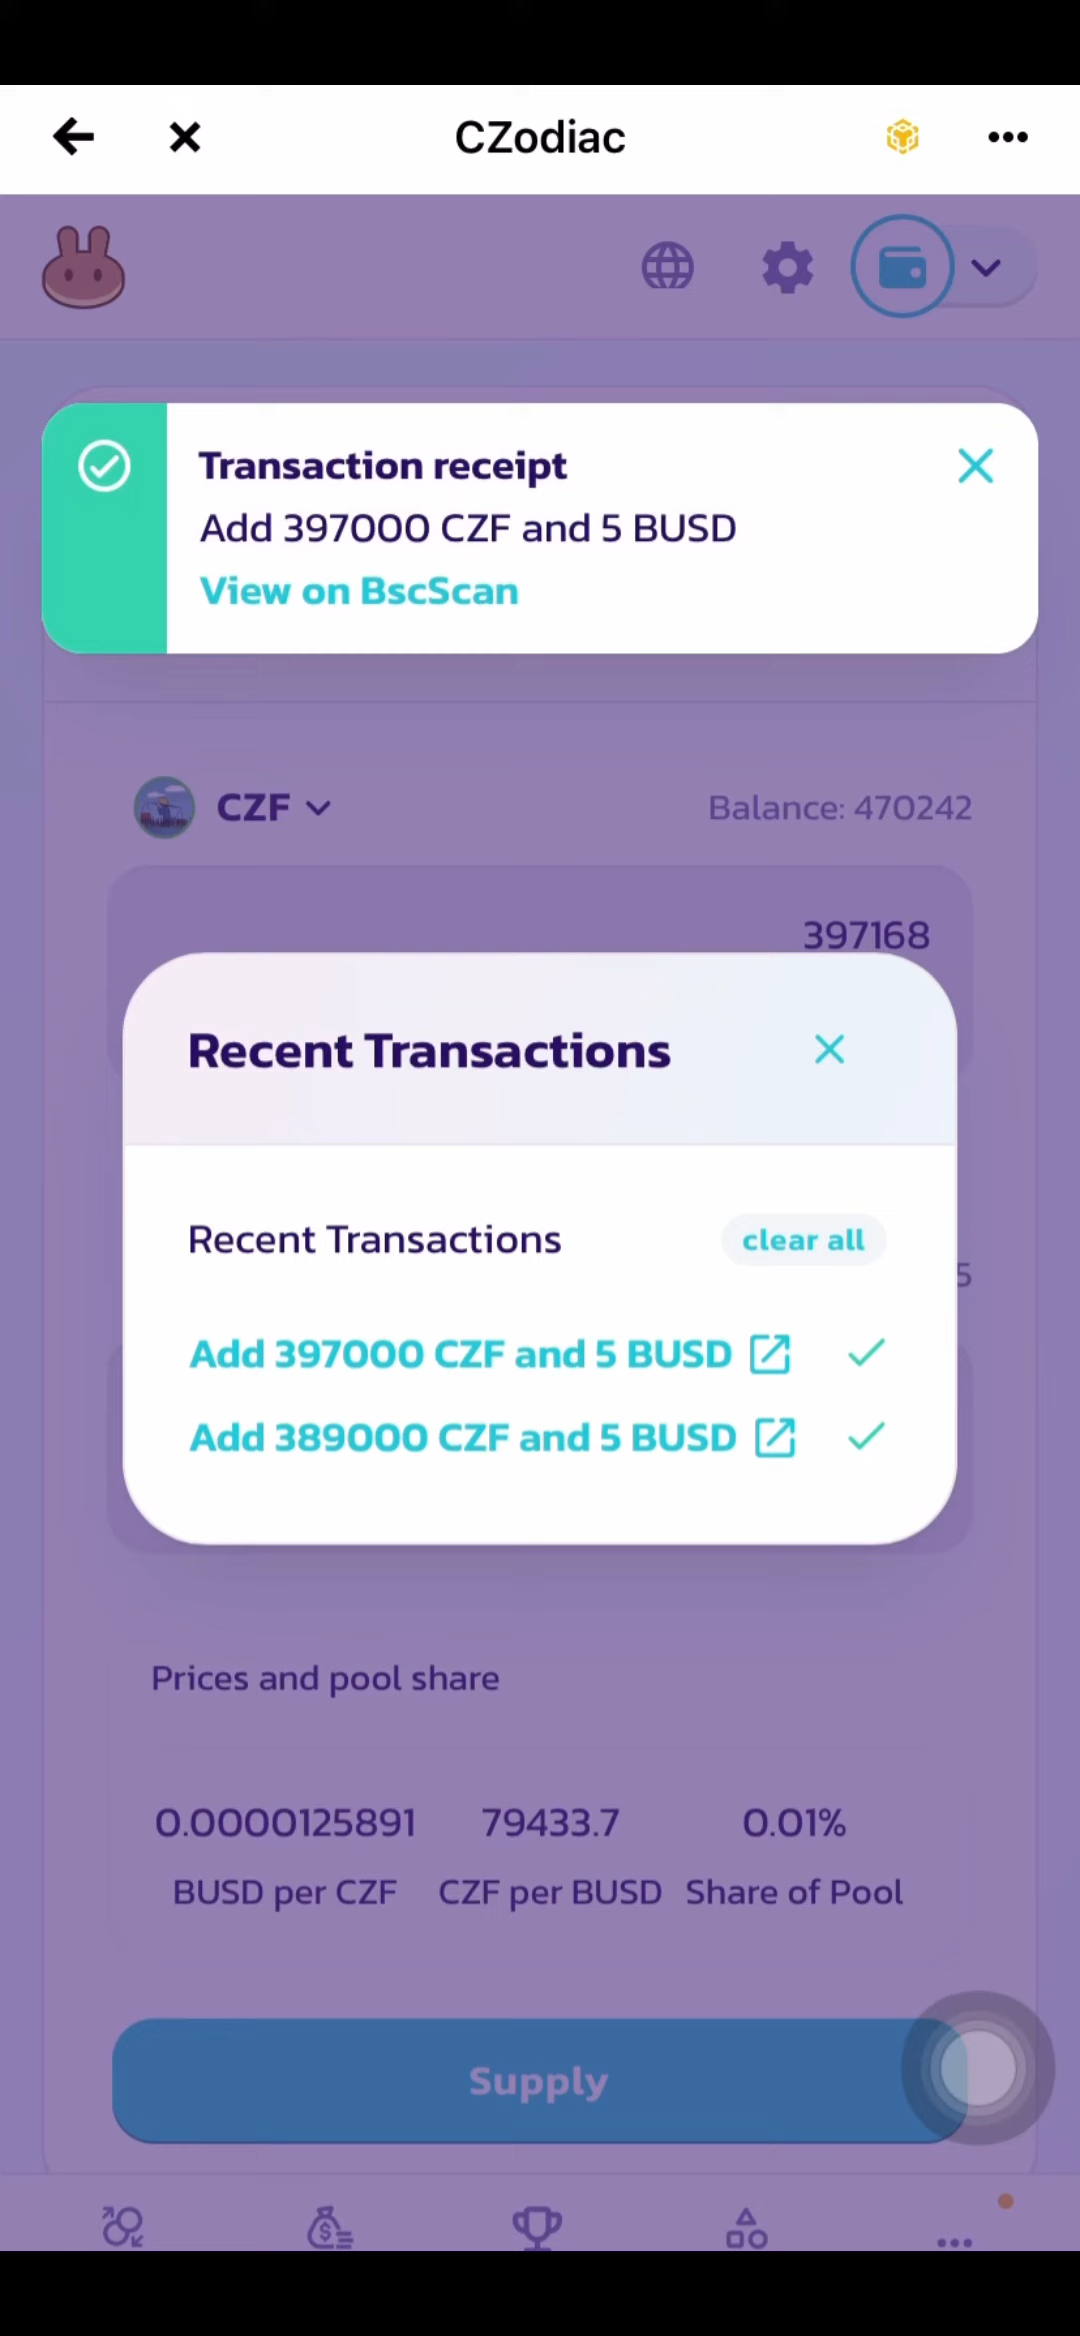 CZodiac
Transaction receipt
Add 397000 CZF and 5 BUSD
View on BscScan
CZF
Balance: 470242
397168
Recent Transactions
Recent Transactions
clear all
5
Add 397000 CZF and 5 BUSD
Add 389000 CZF and 5 BUSD
Prices and pool share
0.0000125891 79433.7 0.01%
BUSD per CZF CZF per BUSD Share of Pool
Supply